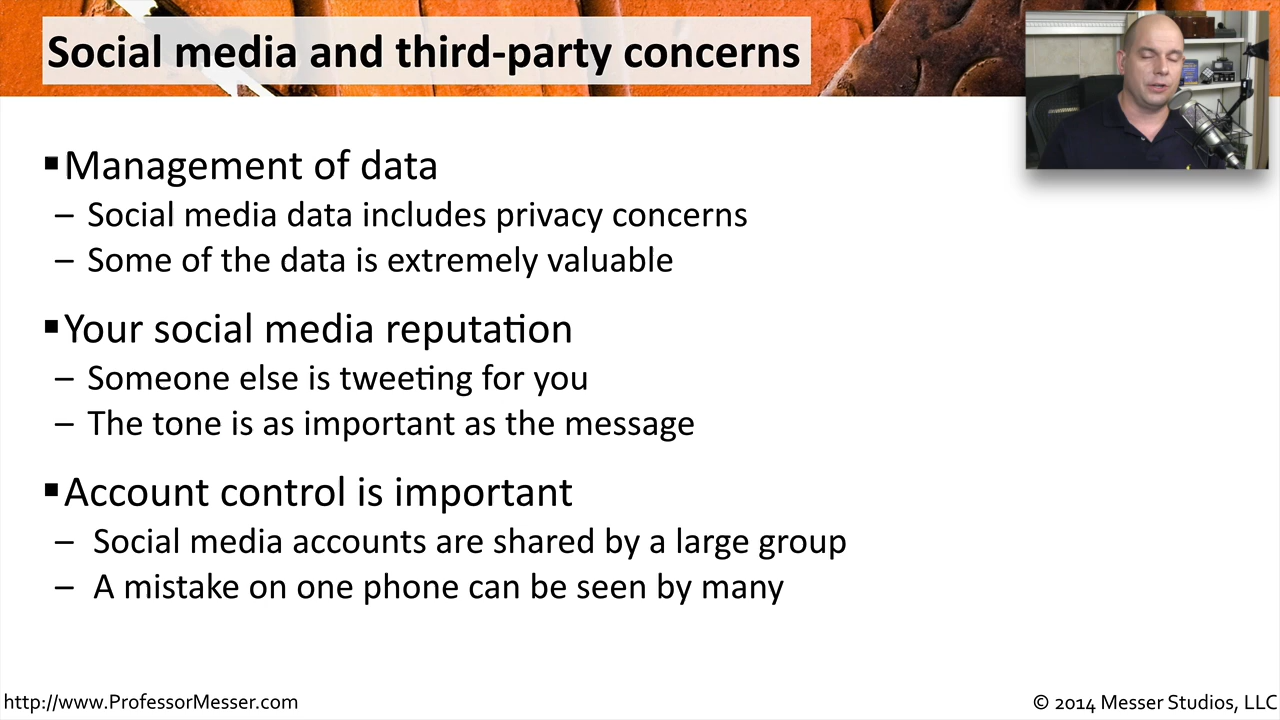 Social media and third-party concerns
▪Management of data
– Social media data includes privacy concerns
– Some of the data is extremely valuable
▪Your social media reputation
– Someone else is tweeting for you
– The tone is as important as the message
▪Account control is important
– Social media accounts are shared by a large group
– A mistake on one phone can be seen by many
http://www.ProfessorMesser.com
© 2014 Messer Studios, LLC